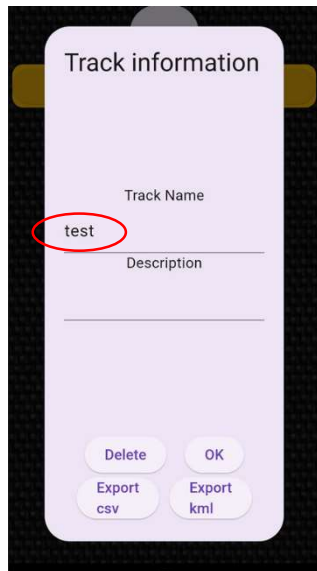 Track information
Track Name
test
Description
Delete
OK
Export
csv
Export
kml